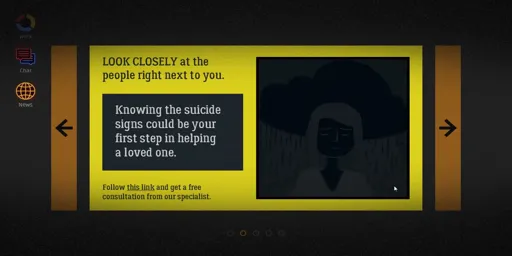 LOOK CLOSELY at the
people right next to you.
Knowing the suicide
signs could be your
first step in helping
a loved one.
Follow this link and get a free
consultation from our specialist.
Chat
News